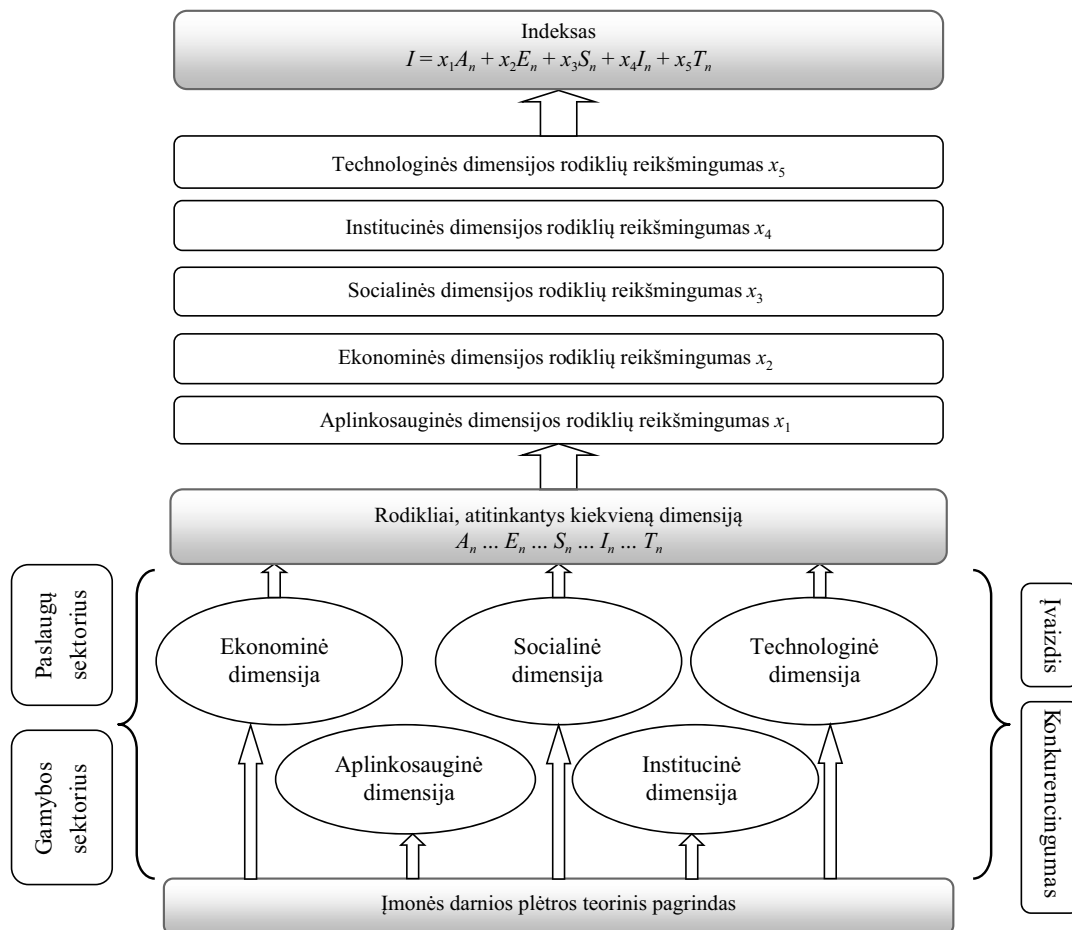 Indeksas
I = x₁Aₙ + x₂Eₙ + x₃Sₙ + x₄Iₙ + x₅Tₙ
Technologinės dimensijos rodiklių reikšmingumas x₅
Institucinės dimensijos rodiklių reikšmingumas x₄
Socialinės dimensijos rodiklių reikšmingumas x₃
Ekonominės dimensijos rodiklių reikšmingumas x₂
Aplinkosauginės dimensijos rodiklių reikšmingumas x₁
Rodikliai, atitinkantys kiekvieną dimensiją
Aₙ ... Eₙ ... Sₙ ... Iₙ ... Tₙ
Paslaugų
sektorius
Gamybos
sektorius
Ekonominė
dimensija
Socialinė
dimensija
Technologinė
dimensija
Aplinkosauginė
dimensija
Institucinė
dimensija
Įvaizdis
Konkurencingumas
Įmonės darnios plėtros teorinis pagrindas